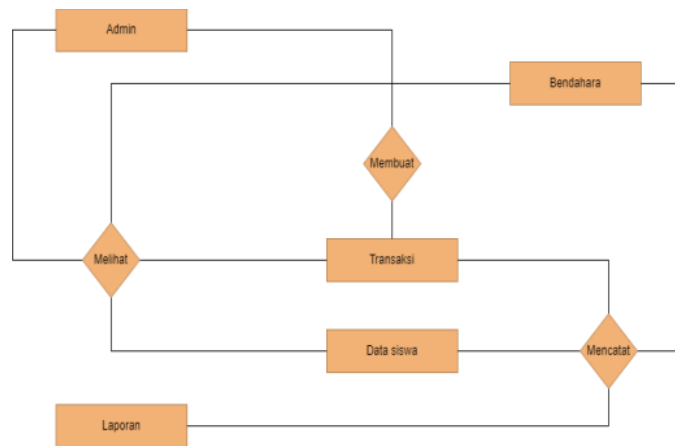 Admin
Bendahara
Membuat
Melihat
Transaksi
Data siswa
Mencatat
Laporan